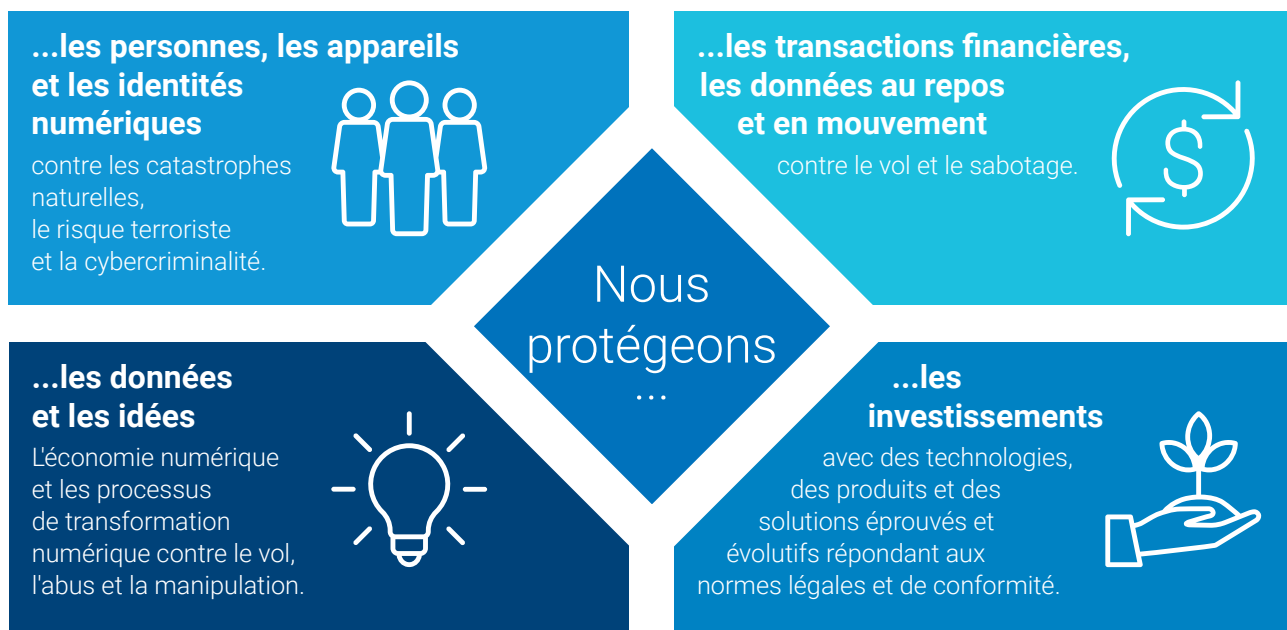 ...les personnes, les appareils
et les identités
numériques
contre les catastrophes
naturelles,
le risque terroriste
et la cybercriminalité.
...les transactions financières,
les données au repos
et en mouvement
contre le vol et le sabotage.
$
Nous
protégeons
...
...les données
et les idées
L'économie numérique
et les processus
de transformation
numérique contre le vol,
l'abus et la manipulation.
...les
investissements
avec des technologies,
des produits et des
solutions éprouvés et
évolutifs répondant aux
normes légales et de conformité.